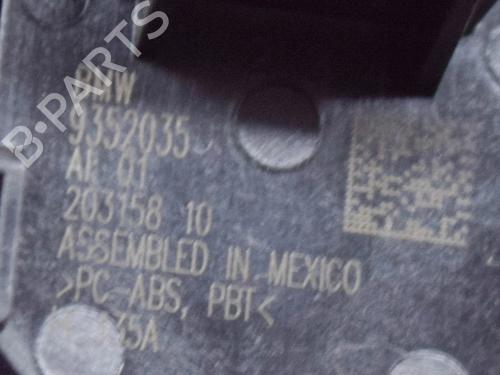 B-PARTS
BMW
9352035
AI 01
203158 10
ASSEMBLED IN MEXICO
>PC-ABS, PBT<